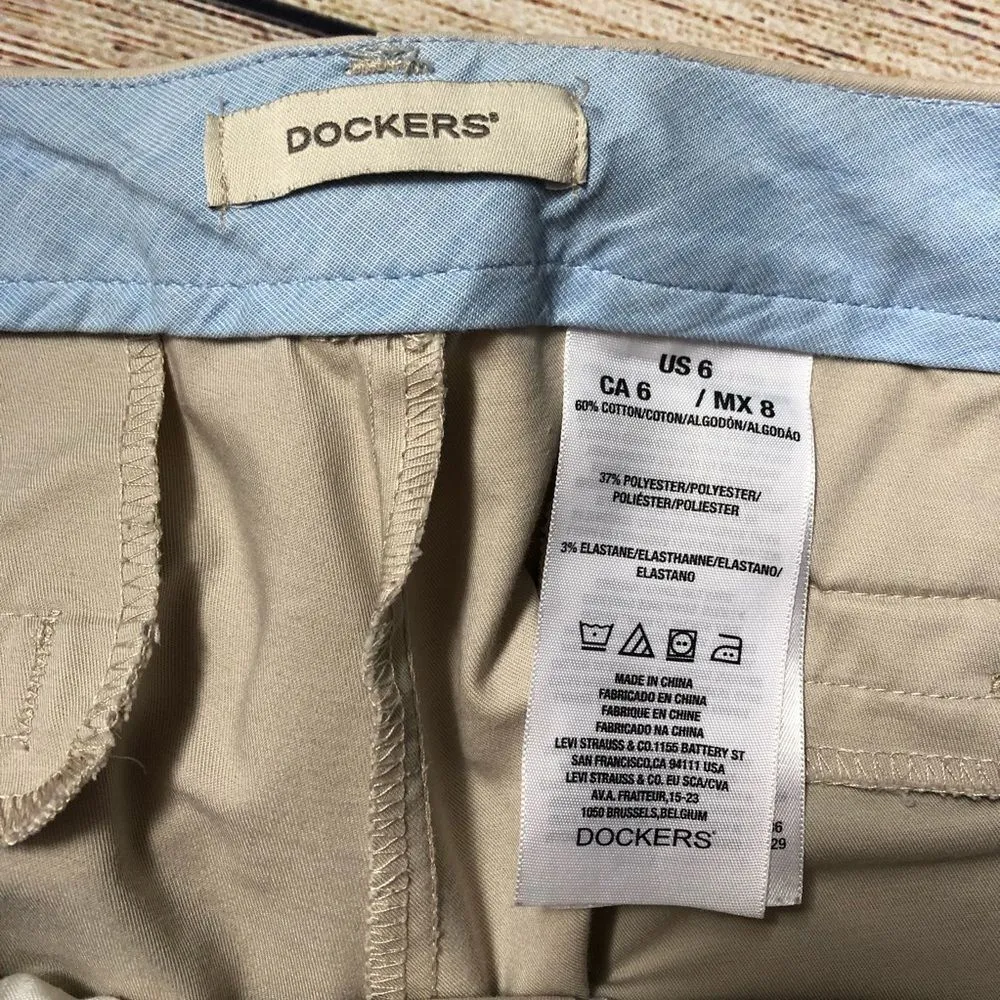 DOCKERS®
US 6
CA 6 / MX 8
60% COTTON/COTON/ALGODÓN/ALGODÃO
37% POLYESTER/POLYESTER/
POLIÉSTER/POLIESTER
3% ELASTANE/ELASTHANNE/ELASTANO/
ELASTANO
MADE IN CHINA
FABRICADO EN CHINA
FABRIQUE EN CHINE
FABRICADO NA CHINA
LEVI STRAUSS & CO.1155 BATTERY ST
SAN FRANCISCO,CA 94111 USA
LEVI STRAUSS & CO. EU SCA/CVA
AV.A. FRAITEUR,15-23
1050 BRUSSELS,BELGIUM
DOCKERS®
29